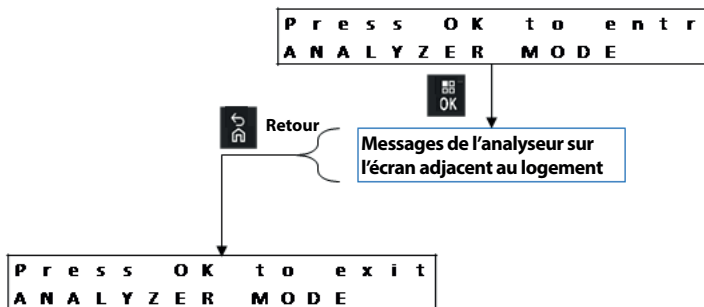 Press OK to entr
ANALYZER MODE
OK
Retour
Messages de l'analyseur sur
l'écran adjacent au logement
Press OK to exit
ANALYZER MODE